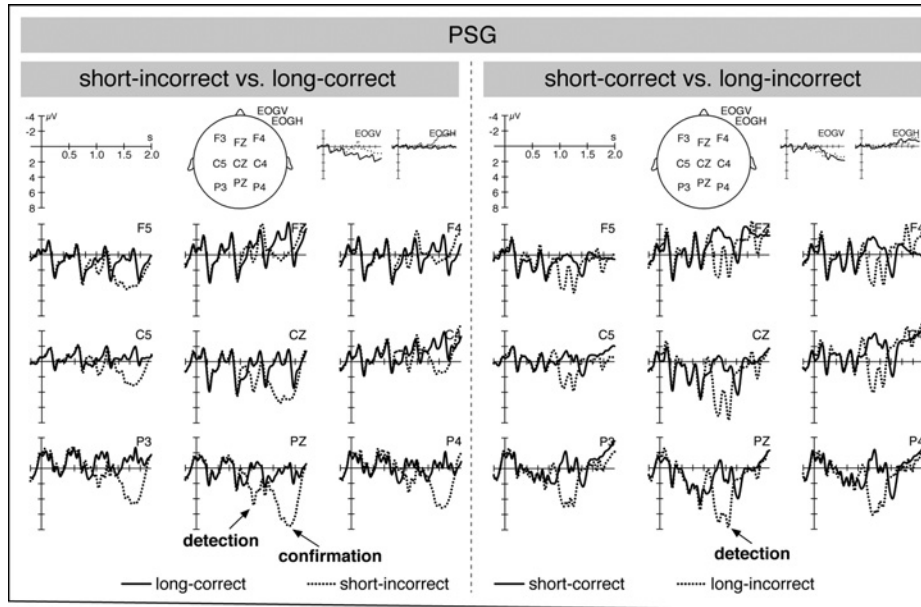 PSG
short-incorrect vs. long-correct
short-correct vs. long-incorrect
-4 µV
-2
s
0.5 1.0 1.5 2.0
2
4
6
8
EOGV
EOGH
F3 FZ F4
C5 CZ C4
P3 PZ P4
EOGV
EOGH
-4 µV
-2
s
0.5 1.0 1.5 2.0
2
4
6
8
EOGV
EOGH
F3 FZ F4
C5 CZ C4
P3 PZ P4
EOGV
EOGH
F5 FZ F4
F5 FZ F4
C5 CZ
C5 CZ
P3 PZ P4
P3 PZ P4
detection
confirmation
detection
long-correct
short-incorrect
short-correct
long-incorrect